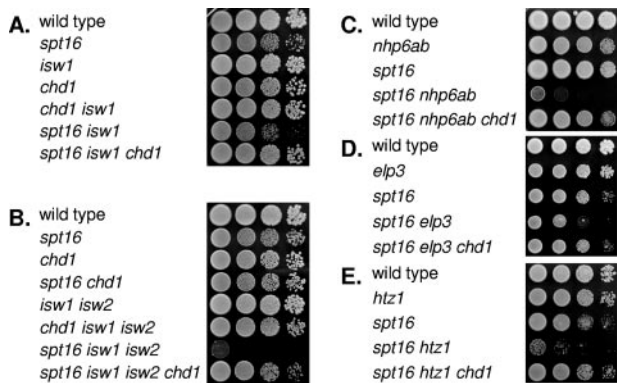 A.
wild type
spt16
isw1
chd1
chd1 isw1
spt16 isw1
spt16 isw1 chd1
B.
wild type
spt16
chd1
spt16 chd1
isw1 isw2
chd1 isw1 isw2
spt16 isw1 isw2
spt16 isw1 isw2 chd1
C.
wild type
nhp6ab
spt16
spt16 nhp6ab
spt16 nhp6ab chd1
D.
wild type
elp3
spt16
spt16 elp3
spt16 elp3 chd1
E.
wild type
htz1
spt16
spt16 htz1
spt16 htz1 chd1